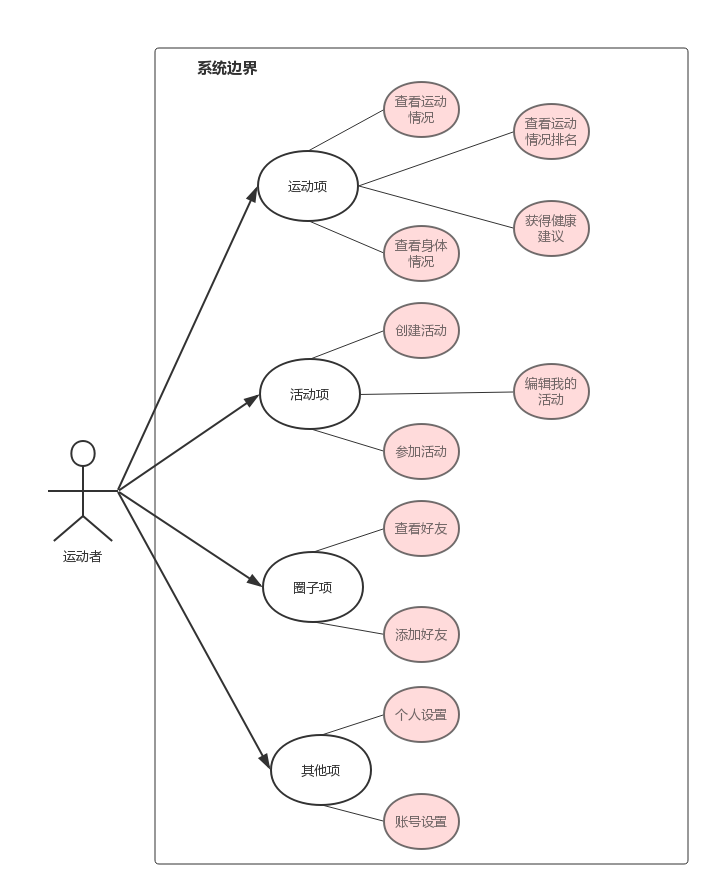 系统边界
查看运动
情况
查看运动
情况排名
运动项
获得健康
建议
查看身体
情况
创建活动
编辑我的
活动
活动项
参加活动
查看好友
运动者
圈子项
添加好友
个人设置
其他项
账号设置